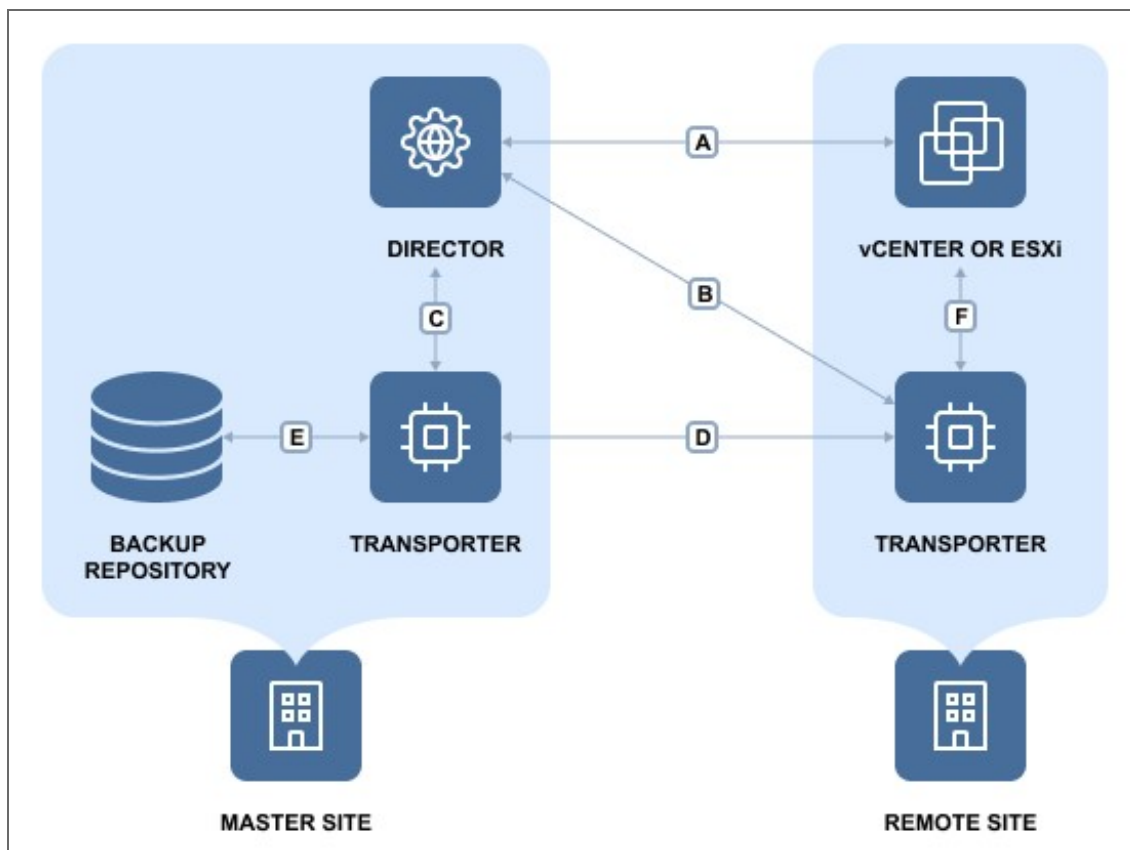 A
DIRECTOR
vCENTER OR ESXi
B
C
F
E
D
BACKUP
REPOSITORY
TRANSPORTER
TRANSPORTER
MASTER SITE
REMOTE SITE